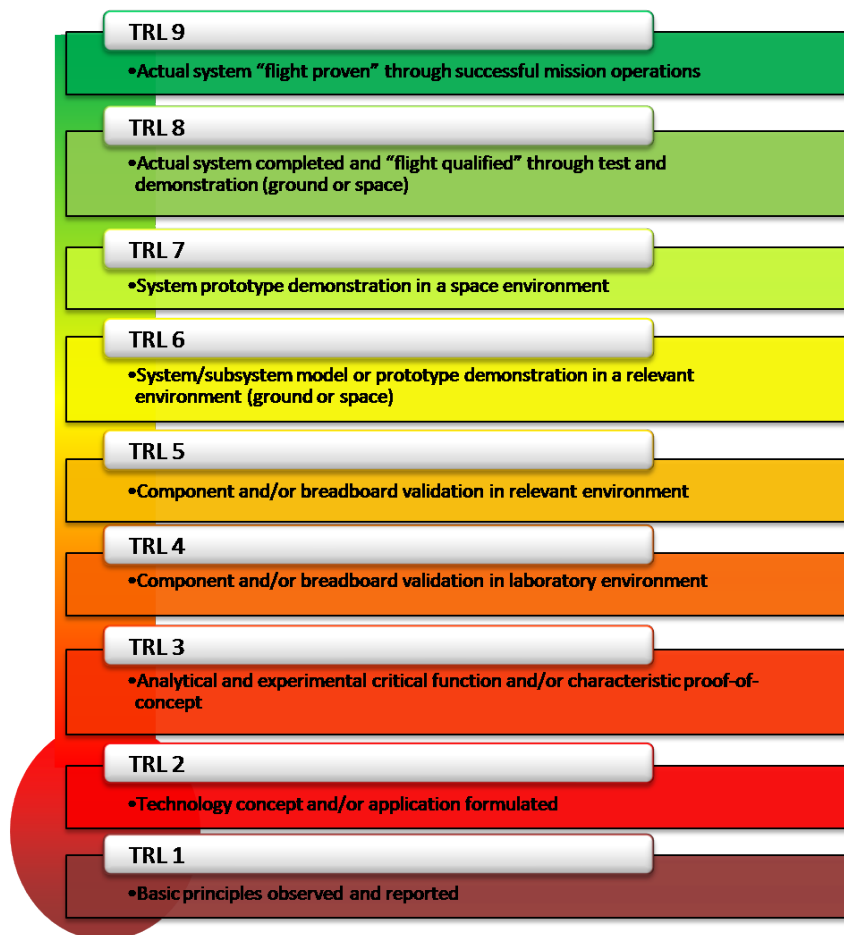 TRL 9
•Actual system “flight proven” through successful mission operations
TRL 8
•Actual system completed and “flight qualified” through test and
demonstration (ground or space)
TRL 7
•System prototype demonstration in a space environment
TRL 6
•System/subsystem model or prototype demonstration in a relevant
environment (ground or space)
TRL 5
•Component and/or breadboard validation in relevant environment
TRL 4
•Component and/or breadboard validation in laboratory environment
TRL 3
•Analytical and experimental critical function and/or characteristic proof-of-
concept
TRL 2
•Technology concept and/or application formulated
TRL 1
•Basic principles observed and reported